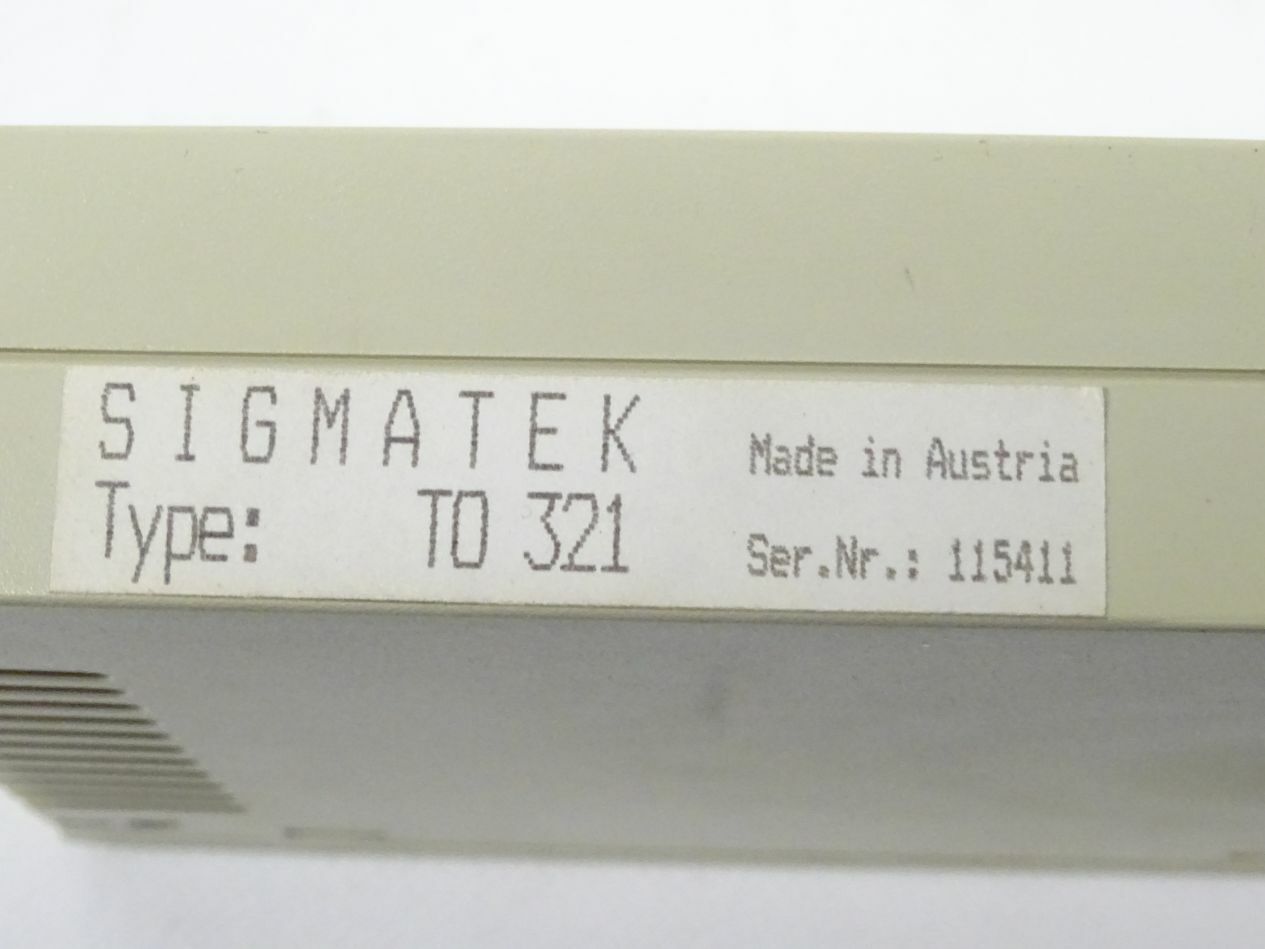 SIGMATEK
Type: TO 321
Made in Austria
Ser.Nr.: 115411